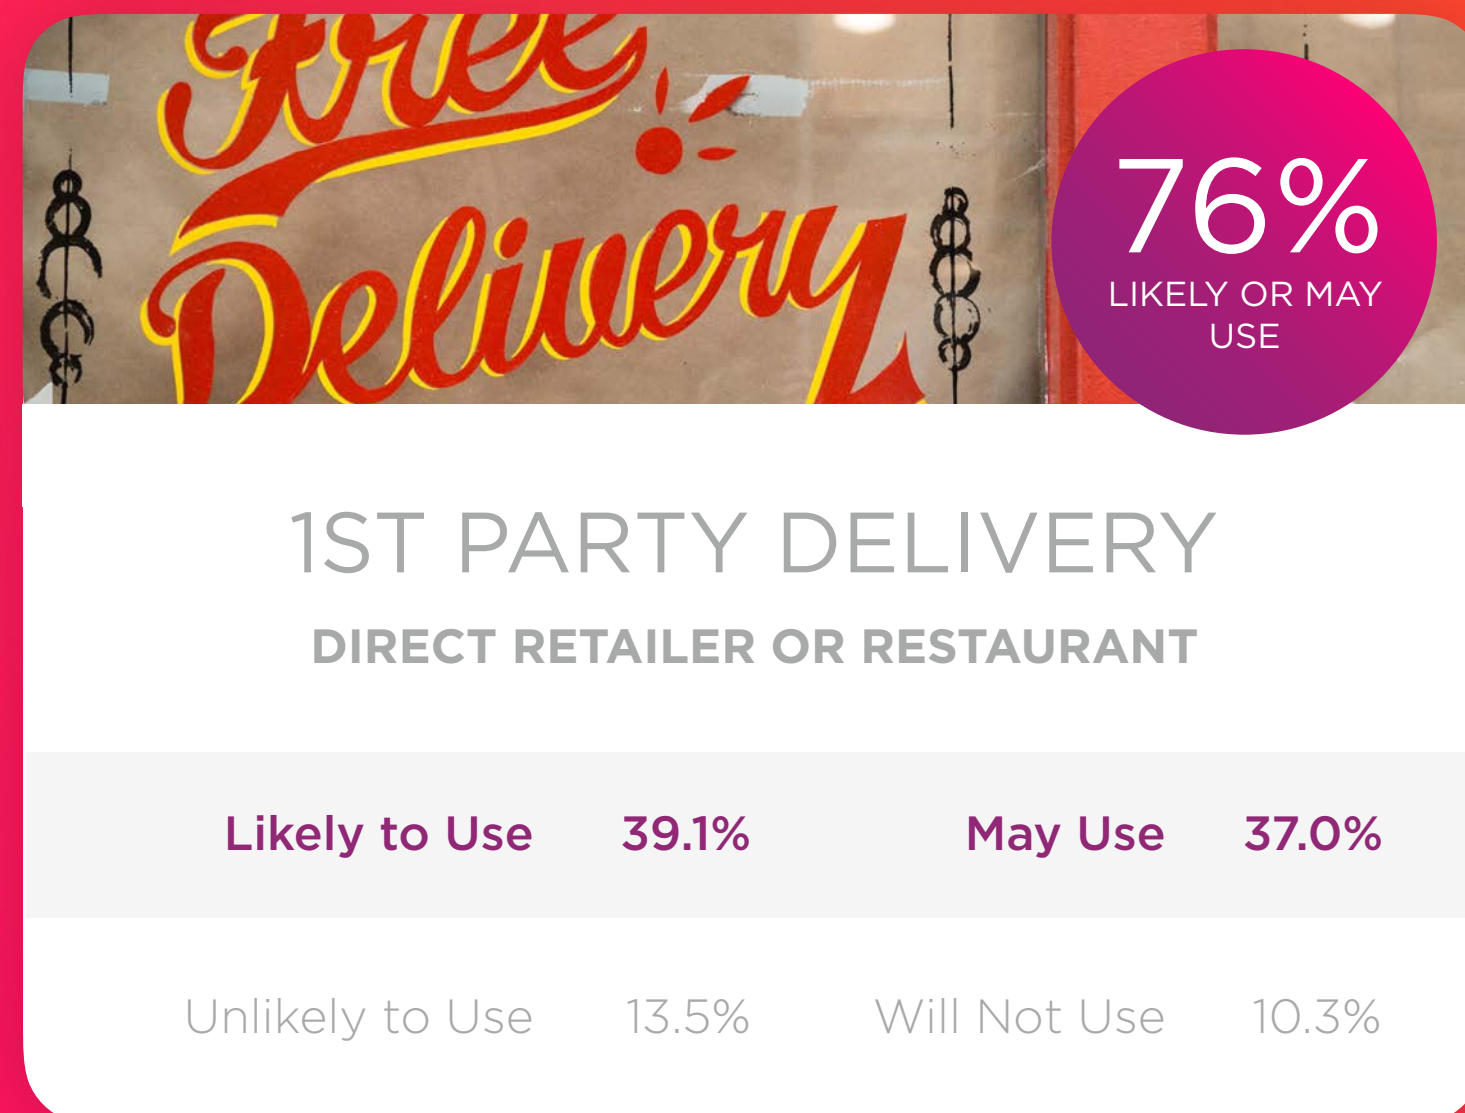 Free
Delivery
76%
LIKELY OR MAY
USE
1ST PARTY DELIVERY
DIRECT RETAILER OR RESTAURANT
Likely to Use 39.1% May Use 37.0%
Unlikely to Use 13.5% Will Not Use 10.3%